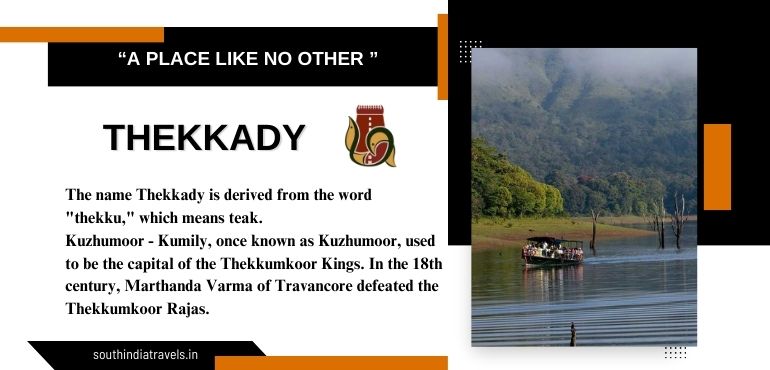 “A PLACE LIKE NO OTHER ”
THEKKADY
The name Thekkady is derived from the word
"thekku," which means teak.
Kuzhumoor - Kumily, once known as Kuzhumoor, used
to be the capital of the Thekkumkoor Kings. In the 18th
century, Marthanda Varma of Travancore defeated the
Thekkumkoor Rajas.
southindiatravels.in